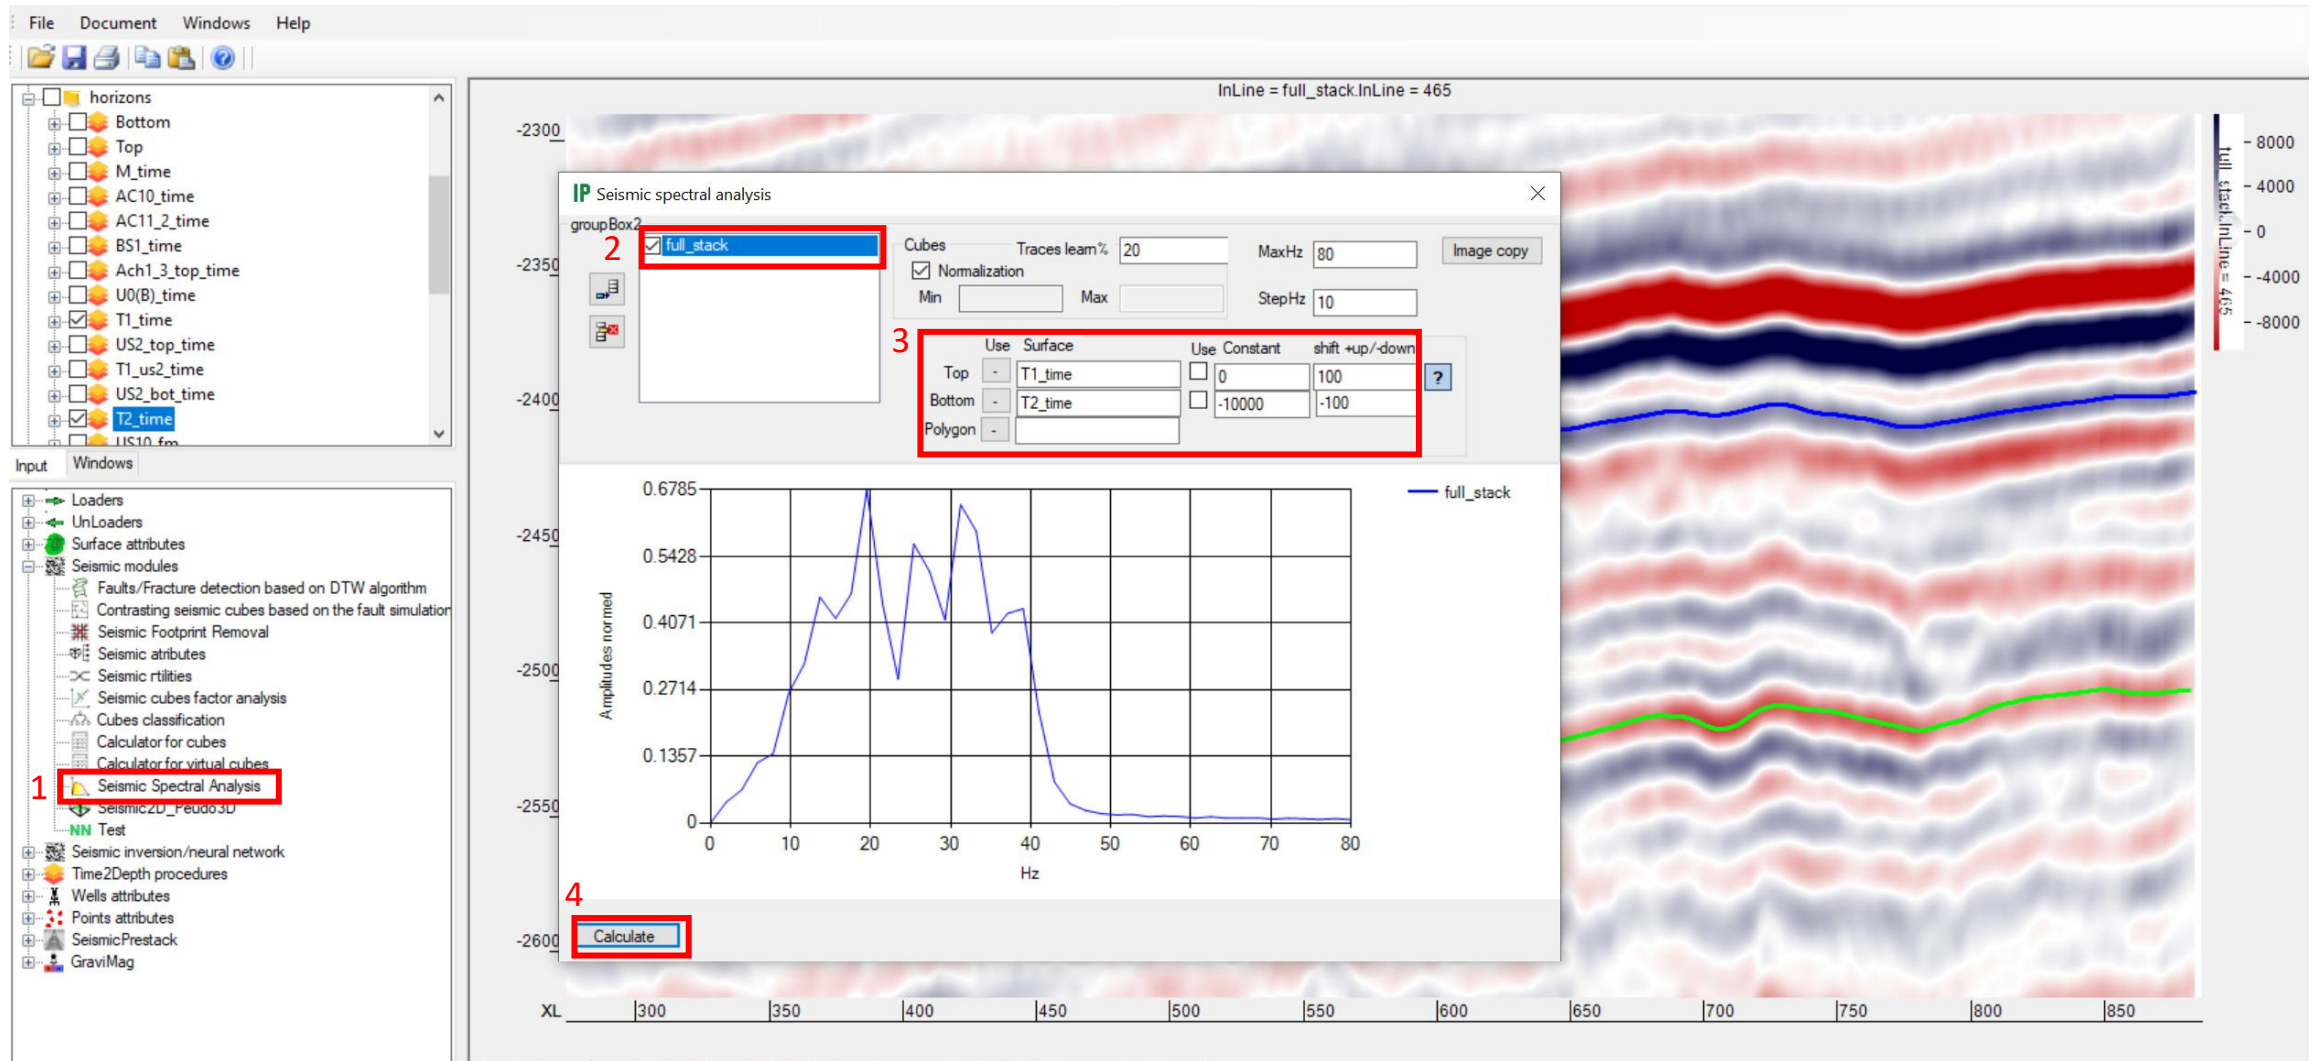 File Document Windows Help
horizons
Bottom
Top
M_time
AC10_time
AC11_2_time
BS1_time
Ach1_3_top_time
U0(B)_time
T1_time
US2_top_time
T1_us2_time
US2_bot_time
T2_time
US10_fm
Input Windows
Loaders
UnLoaders
Surface attributes
Seismic modules
Faults/Fracture detection based on DTW algorithm
Contrasting seismic cubes based on the fault simulation
Seismic Footprint Removal
Seismic atributes
Seismic rtilities
Seismic cubes factor analysis
Cubes classification
Calculator for cubes
Calculator for virtual cubes
1 Seismic Spectral Analysis
Seismic2D_Peudo3D
NN Test
Seismic inversion/neural network
Time2Depth procedures
Wells attributes
Points attributes
SeismicPrestack
GraviMag
InLine = full_stack.InLine = 465
-2300
-2350
-2400
-2450
-2500
-2550
-2600
XL 300 350 400 450 500 550 600 650 700 750 800 850
8000
4000
0
-4000
-8000
full_stack.InLine = 465
IP Seismic spectral analysis
groupBox2
2 full_stack
Cubes Traces learn% 20 MaxHz 80 Image copy
Normalization
Min Max StepHz 10
3 Use Surface Use Constant shift +up/-down
Top - T1_time 0 100 ?
Bottom - T2_time -10000 -100
Polygon -
0.6785
0.5428
0.4071
0.2714
0.1357
0
Amplitudes normed
0 10 20 30 40 50 60 70 80
Hz
full_stack
4
Calculate